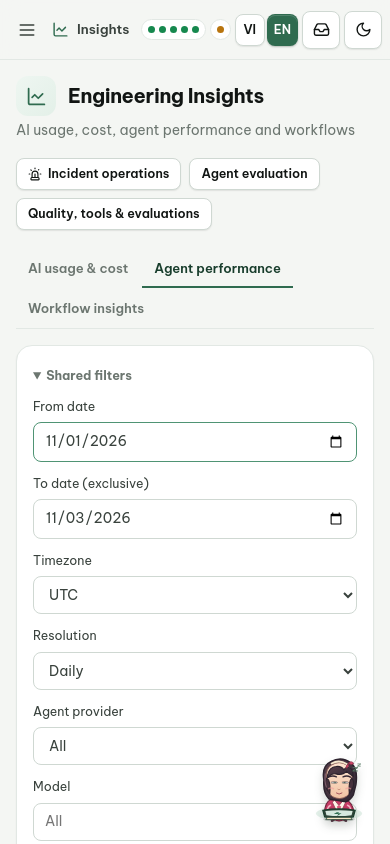 Insights
VI
EN
Engineering Insights
AI usage, cost, agent performance and workflows
Incident operations
Agent evaluation
Quality, tools & evaluations
AI usage & cost
Agent performance
Workflow insights
Shared filters
From date
11/01/2026
To date (exclusive)
11/03/2026
Timezone
UTC
Resolution
Daily
Agent provider
All
Model
All